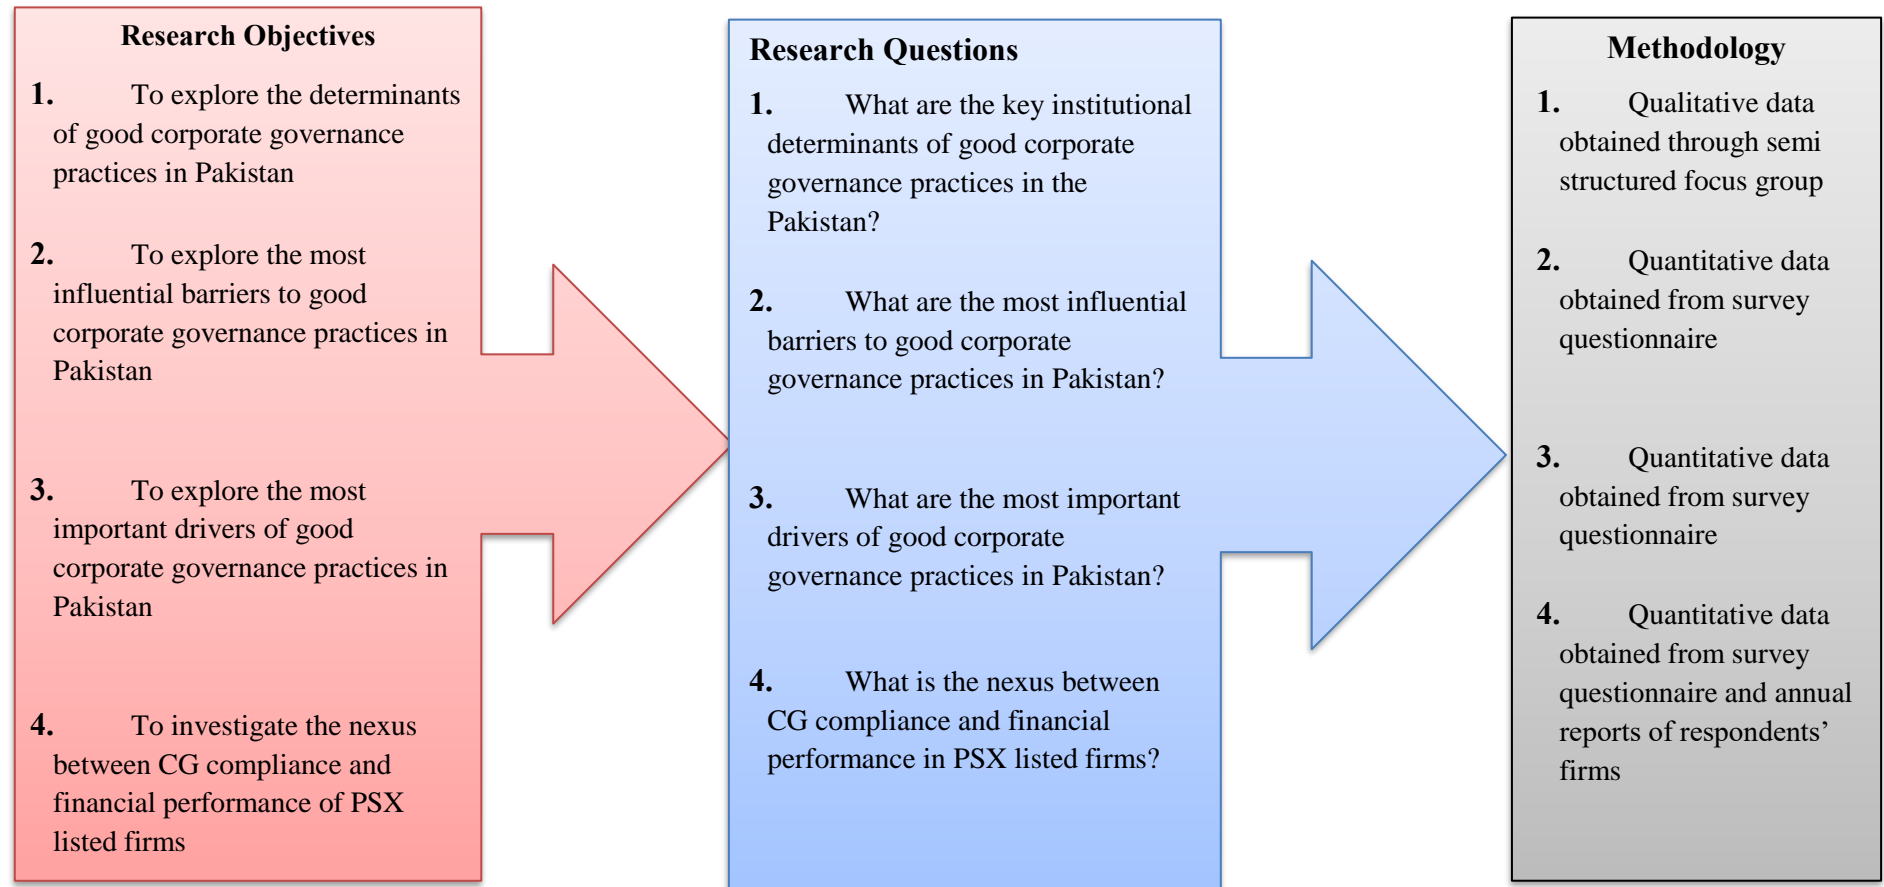 Research Objectives
1. To explore the determinants
of good corporate governance
practices in Pakistan
2. To explore the most
influential barriers to good
corporate governance practices in
Pakistan
3. To explore the most
important drivers of good
corporate governance practices in
Pakistan
4. To investigate the nexus
between CG compliance and
financial performance of PSX
listed firms
Research Questions
1. What are the key institutional
determinants of good corporate
governance practices in the
Pakistan?
2. What are the most influential
barriers to good corporate
governance practices in Pakistan?
3. What are the most important
drivers of good corporate
governance practices in Pakistan?
4. What is the nexus between
CG compliance and financial
performance in PSX listed firms?
Methodology
1. Qualitative data
obtained through semi
structured focus group
2. Quantitative data
obtained from survey
questionnaire
3. Quantitative data
obtained from survey
questionnaire
4. Quantitative data
obtained from survey
questionnaire and annual
reports of respondents’
firms